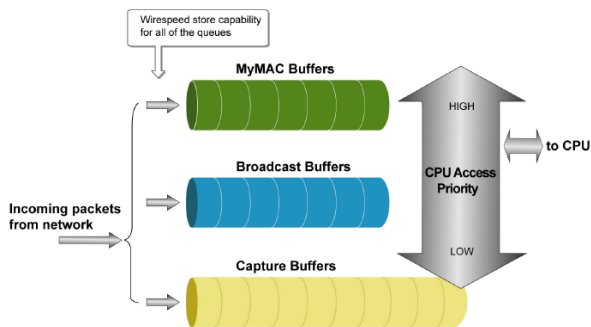 Wirespeed store capability
for all of the queues
MyMAC Buffers
HIGH
to CPU
Broadcast Buffers
CPU Access
Priority
Incoming packets
from network
LOW
Capture Buffers